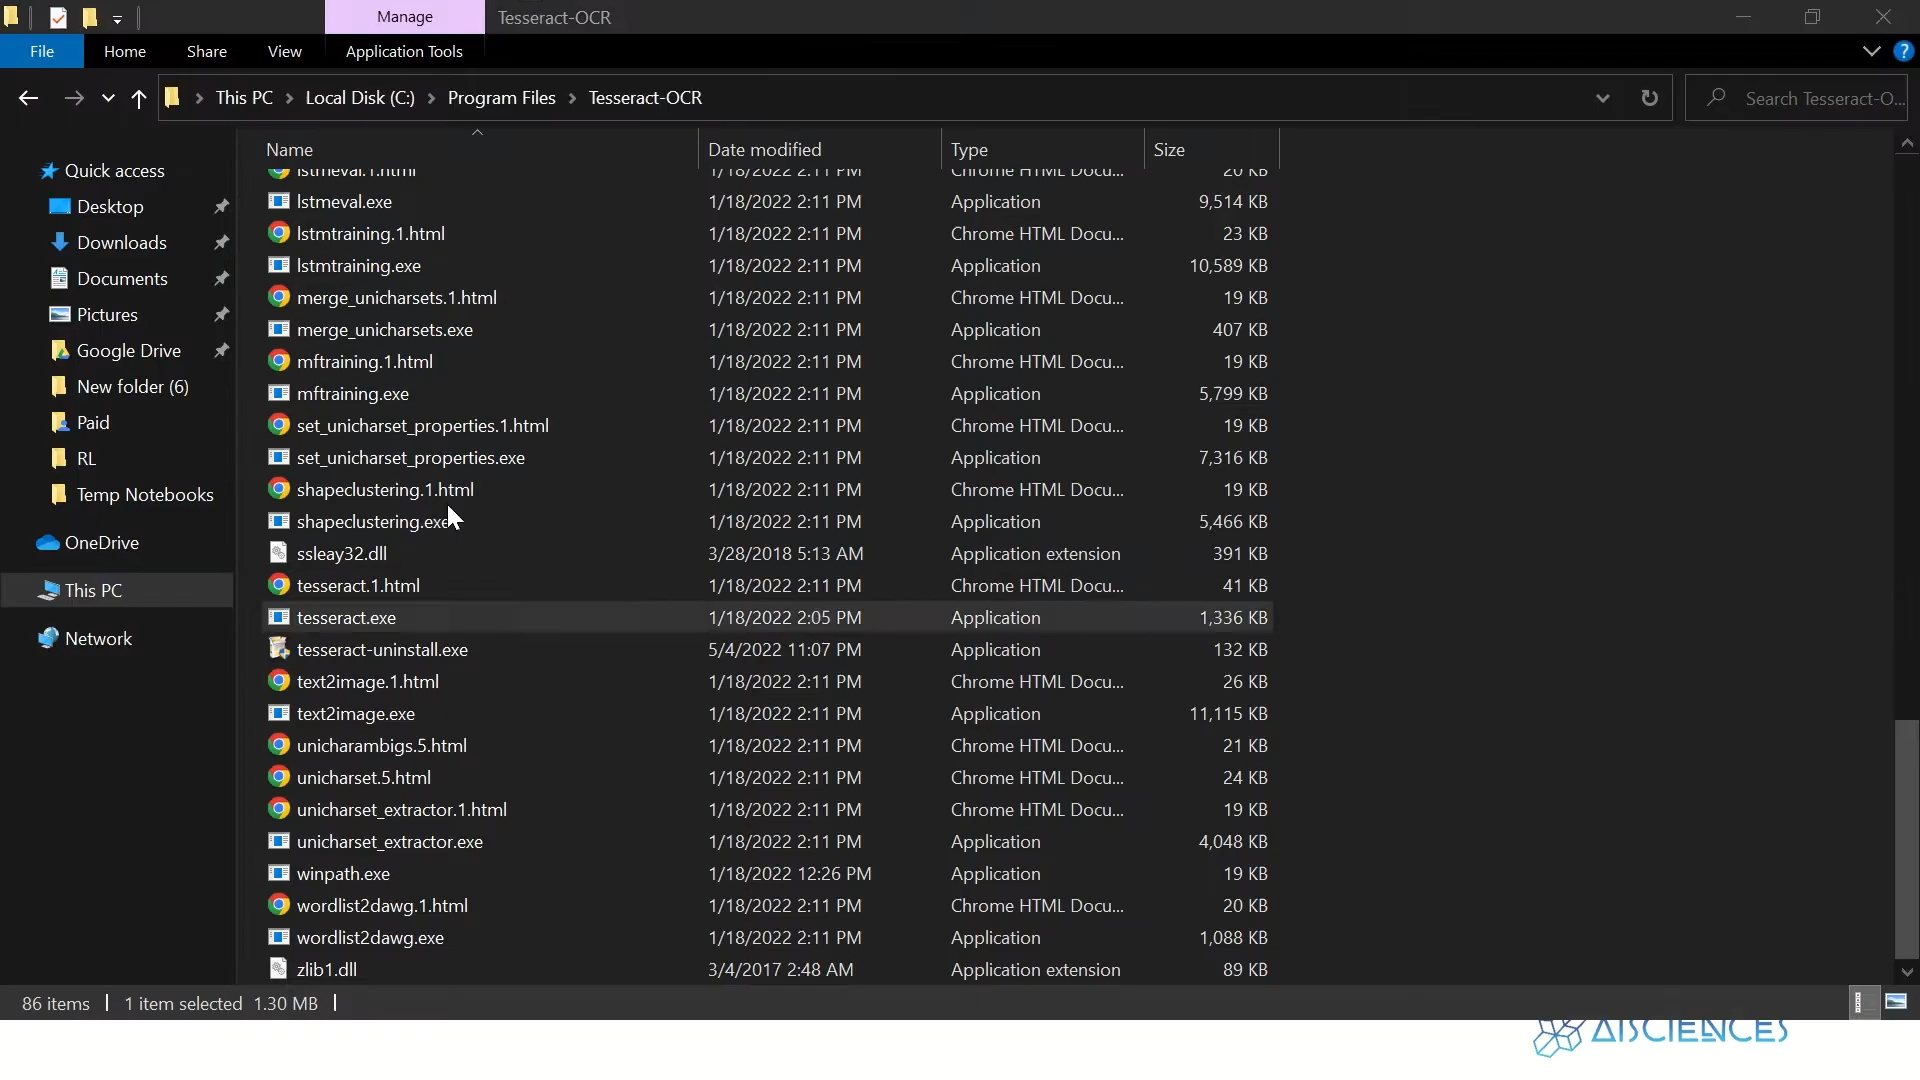 Manage Tesseract-OCR
File Home Share View Application Tools
This PC Local Disk (C:) Program Files Tesseract-OCR Search Tesseract-O...
Name Date modified Type Size
Quick access
Desktop
Downloads
Documents
Pictures
Google Drive
New folder (6)
Paid
RL
Temp Notebooks
OneDrive
This PC
Network
lstmeval.1.html 1/18/2022 2:11 PM Chrome HTML Docu... 20 KB
lstmeval.exe 1/18/2022 2:11 PM Application 9,514 KB
lstmtraining.1.html 1/18/2022 2:11 PM Chrome HTML Docu... 23 KB
lstmtraining.exe 1/18/2022 2:11 PM Application 10,589 KB
merge_unicharsets.1.html 1/18/2022 2:11 PM Chrome HTML Docu... 19 KB
merge_unicharsets.exe 1/18/2022 2:11 PM Application 407 KB
mftraining.1.html 1/18/2022 2:11 PM Chrome HTML Docu... 19 KB
mftraining.exe 1/18/2022 2:11 PM Application 5,799 KB
set_unicharset_properties.1.html 1/18/2022 2:11 PM Chrome HTML Docu... 19 KB
set_unicharset_properties.exe 1/18/2022 2:11 PM Application 7,316 KB
shapeclustering.1.html 1/18/2022 2:11 PM Chrome HTML Docu... 19 KB
shapeclustering.exe 1/18/2022 2:11 PM Application 5,466 KB
ssleay32.dll 3/28/2018 5:13 AM Application extension 391 KB
tesseract.1.html 1/18/2022 2:11 PM Chrome HTML Docu... 41 KB
tesseract.exe 1/18/2022 2:05 PM Application 1,336 KB
tesseract-uninstall.exe 5/4/2022 11:07 PM Application 132 KB
text2image.1.html 1/18/2022 2:11 PM Chrome HTML Docu... 26 KB
text2image.exe 1/18/2022 2:11 PM Application 11,115 KB
unicharambigs.5.html 1/18/2022 2:11 PM Chrome HTML Docu... 21 KB
unicharset.5.html 1/18/2022 2:11 PM Chrome HTML Docu... 24 KB
unicharset_extractor.1.html 1/18/2022 2:11 PM Chrome HTML Docu... 19 KB
unicharset_extractor.exe 1/18/2022 2:11 PM Application 4,048 KB
winpath.exe 1/18/2022 12:26 PM Application 19 KB
wordlist2dawg.1.html 1/18/2022 2:11 PM Chrome HTML Docu... 20 KB
wordlist2dawg.exe 1/18/2022 2:11 PM Application 1,088 KB
zlib1.dll 3/4/2017 2:48 AM Application extension 89 KB
86 items 1 item selected 1.30 MB
AISCIENCES